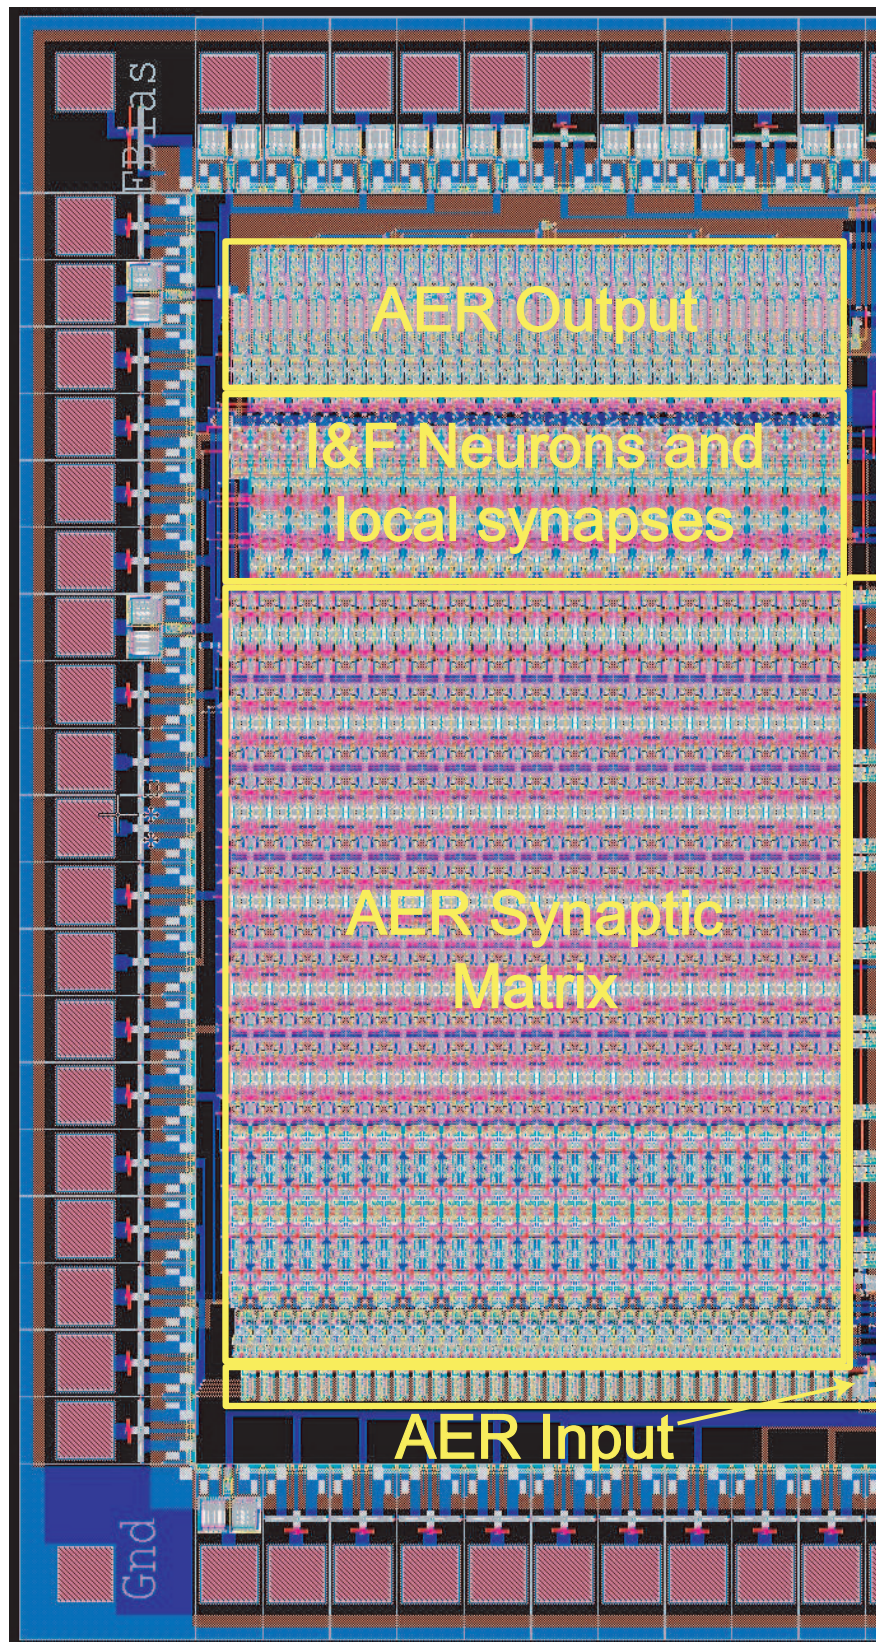 AER Output
I&F Neurons and
local synapses
AER Synaptic
Matrix
AER Input
Gnd